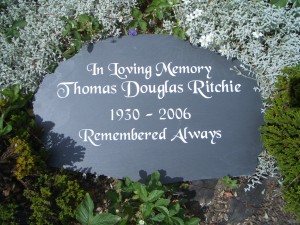 In Loving Memory
Thomas Douglas Ritchie
1930 - 2006
Remembered Always